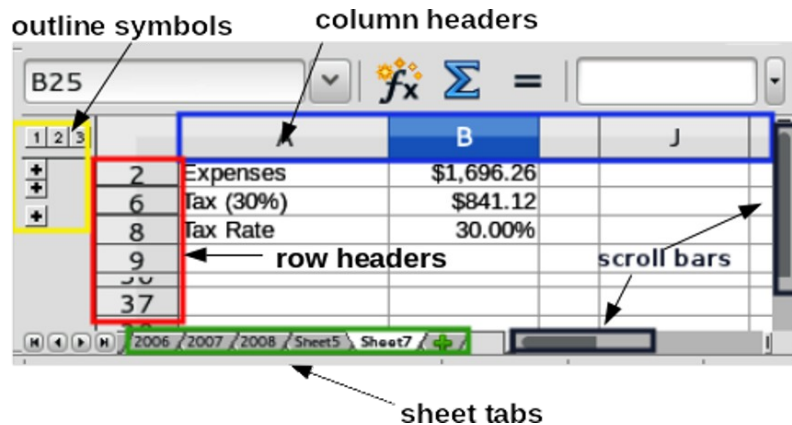 column headers
outline symbols
B25 fx Σ =
1 2 3 A B J
2 Expenses $1,696.26
6 Tax (30%) $841.12
8 Tax Rate 30.00%
9 row headers scroll bars
37
2006 2007 2008 Sheet5 Sheet7
sheet tabs